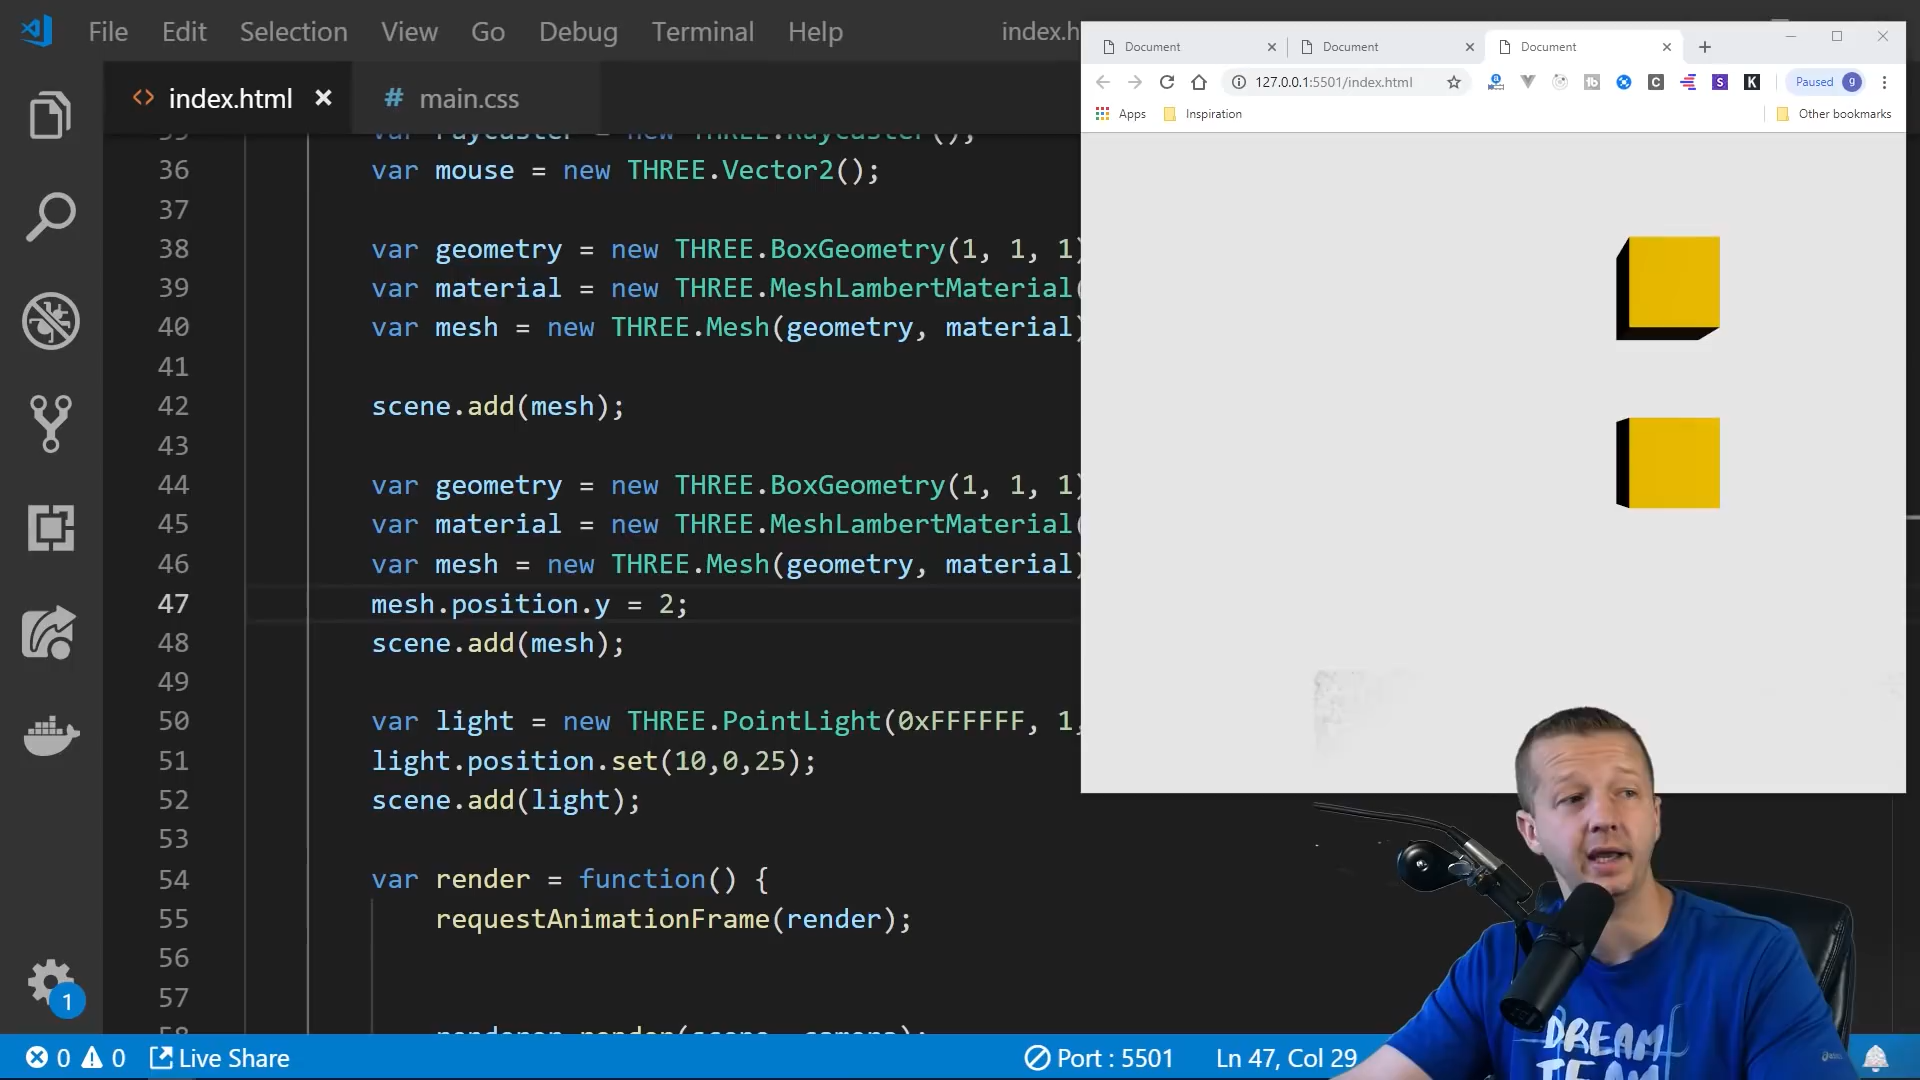 File Edit Selection View Go Debug Terminal Help index.h
<> index.html × # main.css
36 var mouse = new THREE.Vector2();
37
38 var geometry = new THREE.BoxGeometry(1, 1, 1)
39 var material = new THREE.MeshLambertMaterial(
40 var mesh = new THREE.Mesh(geometry, material)
41
42 scene.add(mesh);
43
44 var geometry = new THREE.BoxGeometry(1, 1, 1)
45 var material = new THREE.MeshLambertMaterial(
46 var mesh = new THREE.Mesh(geometry, material)
47 mesh.position.y = 2;
48 scene.add(mesh);
49
50 var light = new THREE.PointLight(0xFFFFFF, 1,
51 light.position.set(10,0,25);
52 scene.add(light);
53
54 var render = function() {
55 requestAnimationFrame(render);
56
57
1
0 0 Live Share Port : 5501 Ln 47, Col 29
Document Document Document
127.0.0.1:5501/index.html Paused g
Apps Inspiration Other bookmarks
DREAM
TEAM